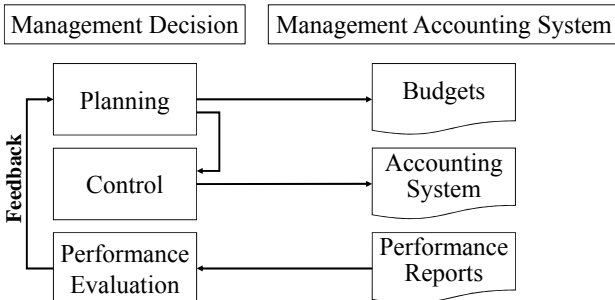 Management Decision
Management Accounting System
Planning
Budgets
Feedback
Control
Accounting
System
Performance
Evaluation
Performance
Reports